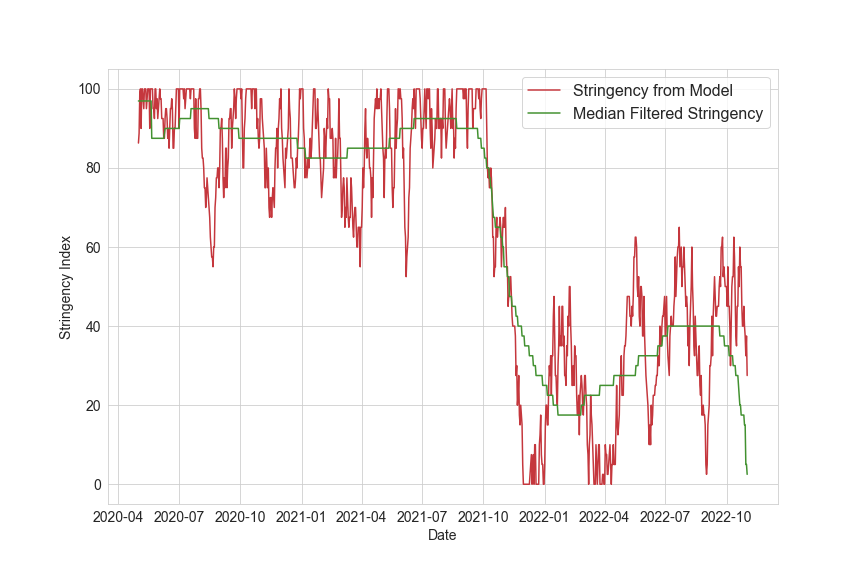 Stringency from Model
Median Filtered Stringency
Stringency Index
100
80
60
40
20
0
2020-04 2020-07 2020-10 2021-01 2021-04 2021-07 2021-10 2022-01 2022-04 2022-07 2022-10
Date